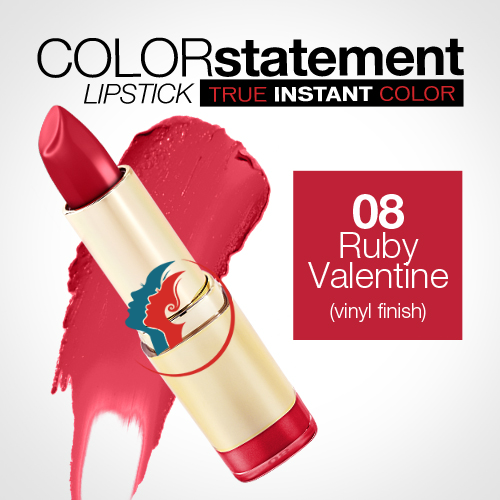 COLORstatement
LIPSTICK TRUE INSTANT COLOR
08
Ruby
Valentine
(vinyl finish)